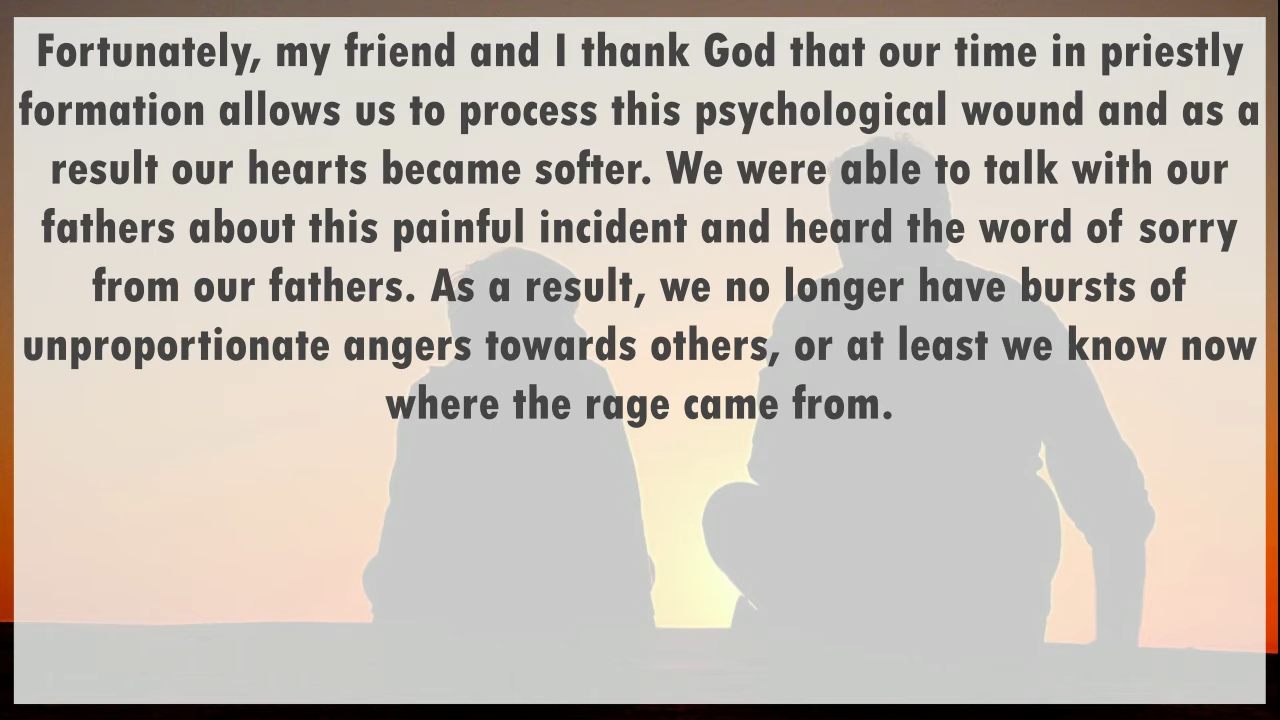 Fortunately, my friend and I thank God that our time in priestly
formation allows us to process this psychological wound and as a
result our hearts became softer. We were able to talk with our
fathers about this painful incident and heard the word of sorry
from our fathers. As a result, we no longer have bursts of
unproportionate angers towards others, or at least we know now
where the rage came from.